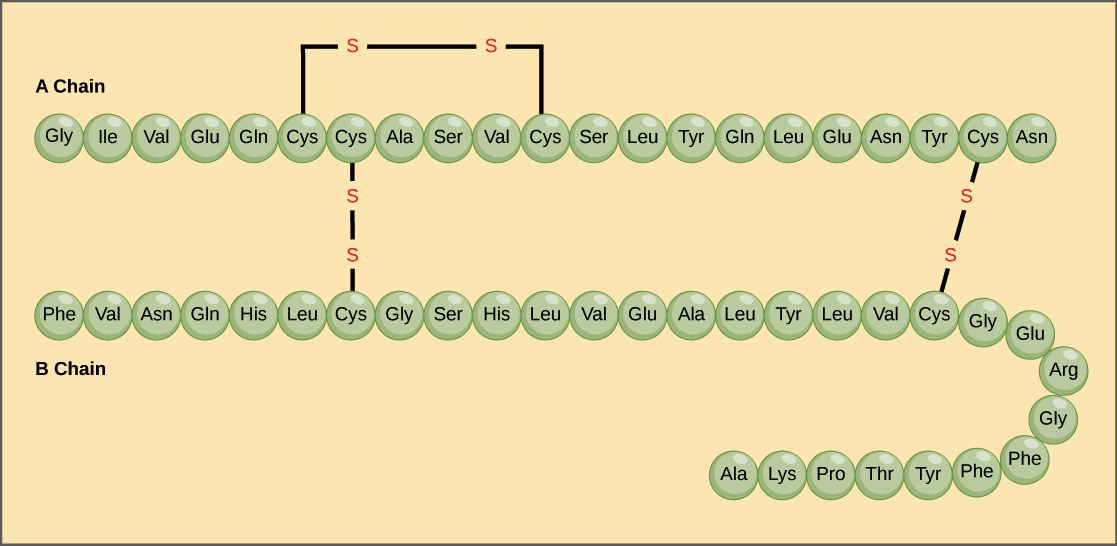 S S
A Chain
Gly Ile Val Glu Gln Cys Cys Ala Ser Val Cys Ser Leu Tyr Gln Leu Glu Asn Tyr Cys Asn
S S
S S
Phe Val Asn Gln His Leu Cys Gly Ser His Leu Val Glu Ala Leu Tyr Leu Val Cys Gly Glu
B Chain
Arg
Gly
Ala Lys Pro Thr Tyr Phe Phe